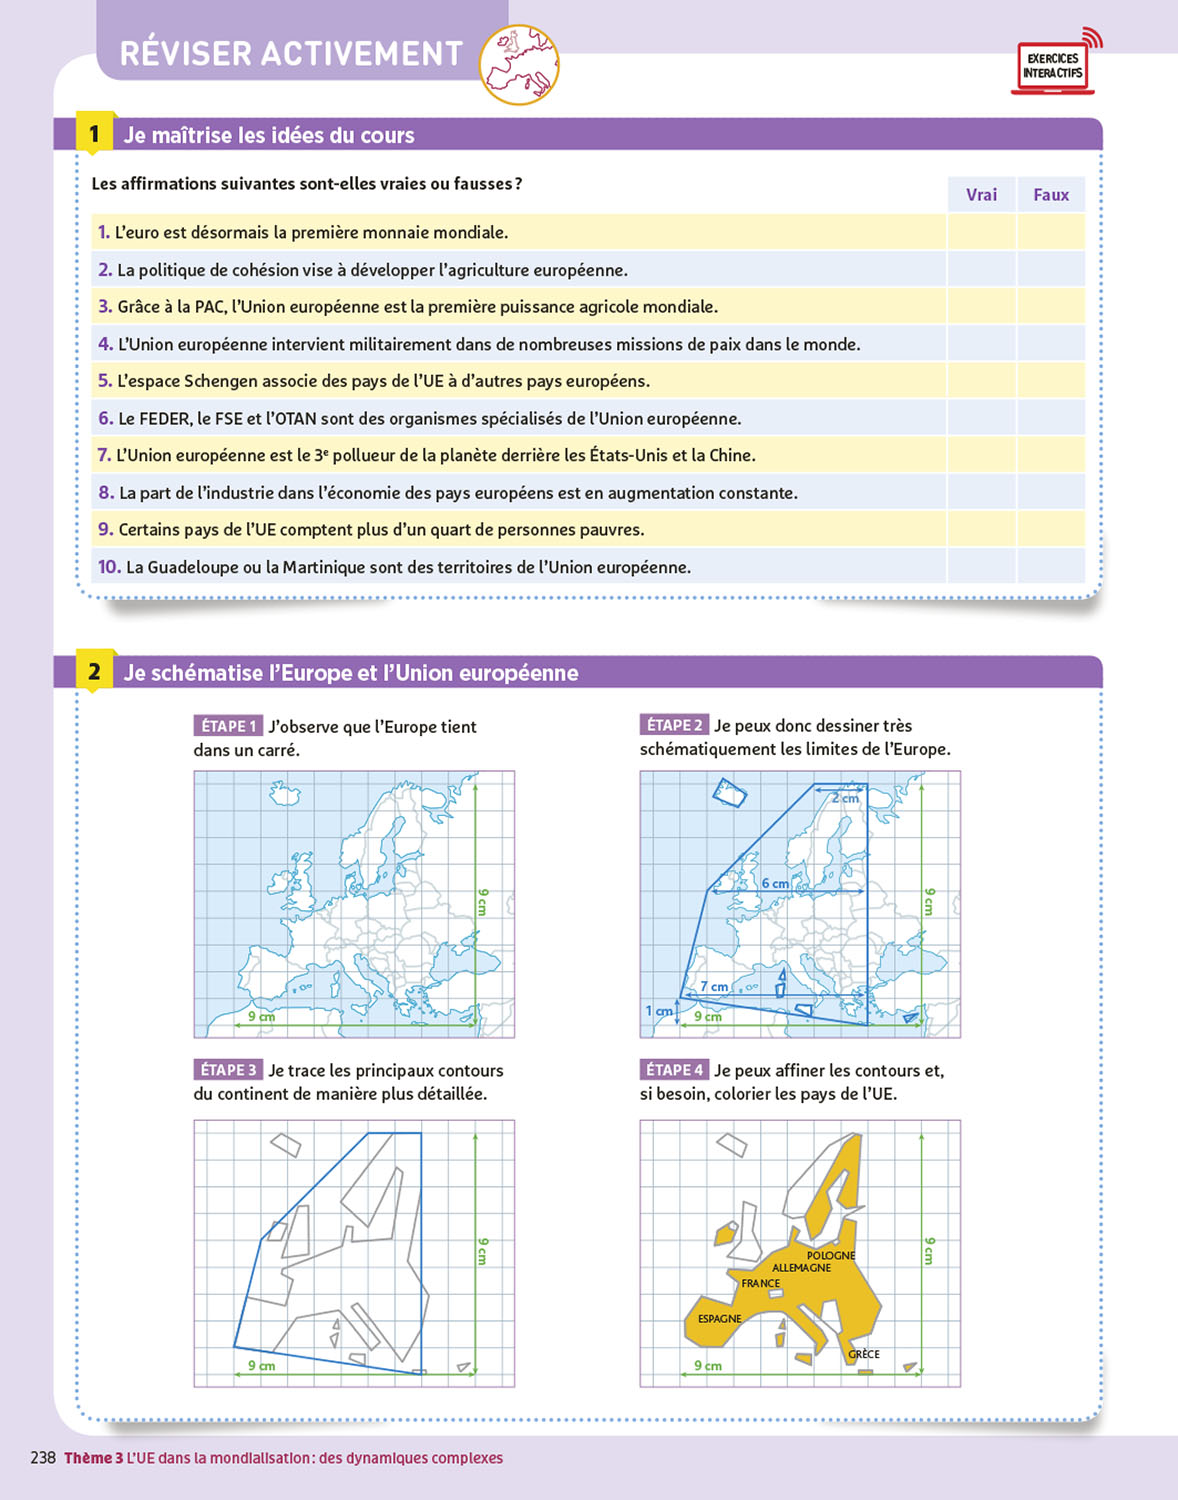 RÉVISER ACTIVEMENT
EXERCICES
INTERACTIFS
1 Je maîtrise les idées du cours
Les affirmations suivantes sont-elles vraies ou fausses ?
Vrai Faux
1. L'euro est désormais la première monnaie mondiale.
2. La politique de cohésion vise à développer l'agriculture européenne.
3. Grâce à la PAC, l'Union européenne est la première puissance agricole mondiale.
4. L'Union européenne intervient militairement dans de nombreuses missions de paix dans le monde.
5. L'espace Schengen associe des pays de l'UE à d'autres pays européens.
6. Le FEDER, le FSE et l'OTAN sont des organismes spécialisés de l'Union européenne.
7. L'Union européenne est le 3e pollueur de la planète derrière les États-Unis et la Chine.
8. La part de l'industrie dans l'économie des pays européens est en augmentation constante.
9. Certains pays de l'UE comptent plus d'un quart de personnes pauvres.
10. La Guadeloupe ou la Martinique sont des territoires de l'Union européenne.
2 Je schématise l'Europe et l'Union européenne
ÉTAPE 1 J'observe que l'Europe tient
dans un carré.
9 cm
9 cm
ÉTAPE 2 Je peux donc dessiner très
schématiquement les limites de l'Europe.
2 cm
6 cm
9 cm
7 cm
1 cm
9 cm
ÉTAPE 3 Je trace les principaux contours
du continent de manière plus détaillée.
9 cm
9 cm
ÉTAPE 4 Je peux affiner les contours et,
si besoin, colorier les pays de l'UE.
9 cm
POLOGNE
ALLEMAGNE
FRANCE
ESPAGNE
GRÈCE
9 cm
238 Thème 3 L'UE dans la mondialisation : des dynamiques complexes